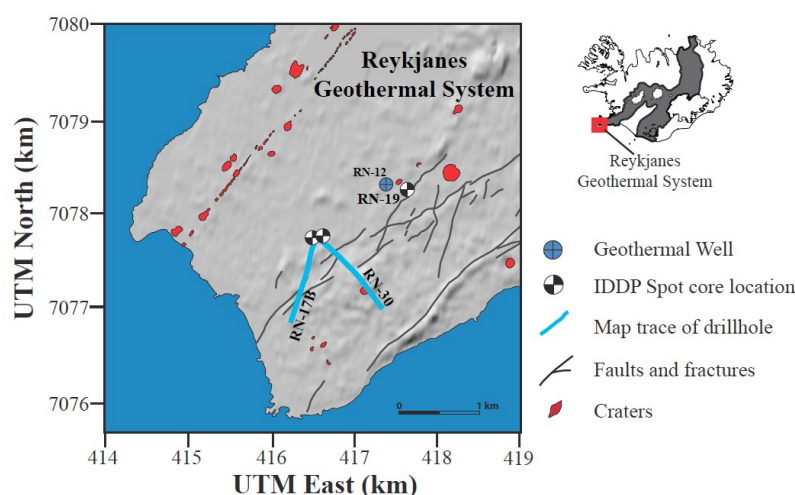 7080
7079
7078
7077
7076
UTM North (km)
Reykjanes
Geothermal System
RN-12
RN-19
RN-17B
RN-30
0
1 km
414
415
416
417
418
419
UTM East (km)
Reykjanes
Geothermal System
Geothermal Well
IDDP Spot core location
Map trace of drillhole
Faults and fractures
Craters